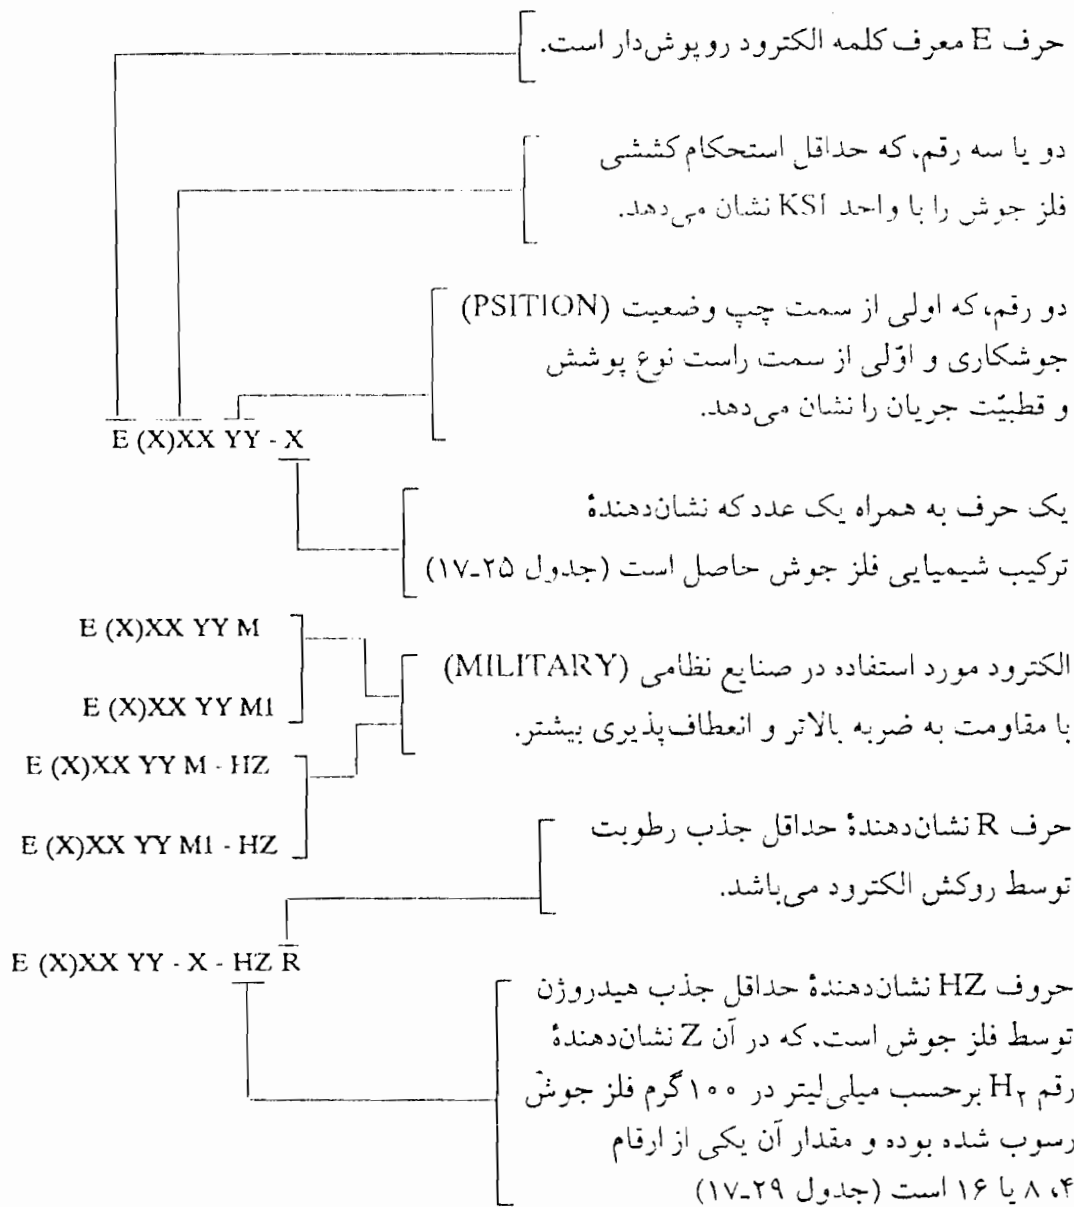 حرف E معرف کلمه الکترود روپوش‌دار است.
دو یا سه رقم، که حداقل استحکام کششی
فلز جوش را با واحد KSI نشان می‌دهد.
دو رقم، که اولی از سمت چپ وضعیت (PSITION)
جوشکاری و اوّلی از سمت راست نوع پوشش
و قطبیّت جریان را نشان می‌دهد.
E (X)XX YY - X
یک حرف به همراه یک عدد که نشان‌دهندۀ
ترکیب شیمیایی فلز جوش حاصل است (جدول ۲۵ـ۱۷)
E (X)XX YY M
E (X)XX YY M1
E (X)XX YY M - HZ
E (X)XX YY M1 - HZ
الکترود مورد استفاده در صنایع نظامی (MILITARY)
با مقاومت به ضربه بالاتر و انعطاف‌پذیری بیشتر.
حرف R نشان‌دهندۀ حداقل جذب رطوبت
توسط روکش الکترود می‌باشد.
E (X)XX YY - X - HZ R
حروف HZ نشان‌دهندۀ حداقل جذب هیدروژن
توسط فلز جوش است. که در آن Z نشان‌دهندۀ
رقم H₂ برحسب میلی‌لیتر در ۱۰۰ گرم فلز جوش
رسوب شده بوده و مقدار آن یکی از ارقام
۴، ۸ یا ۱۶ است (جدول ۲۹ـ۱۷)